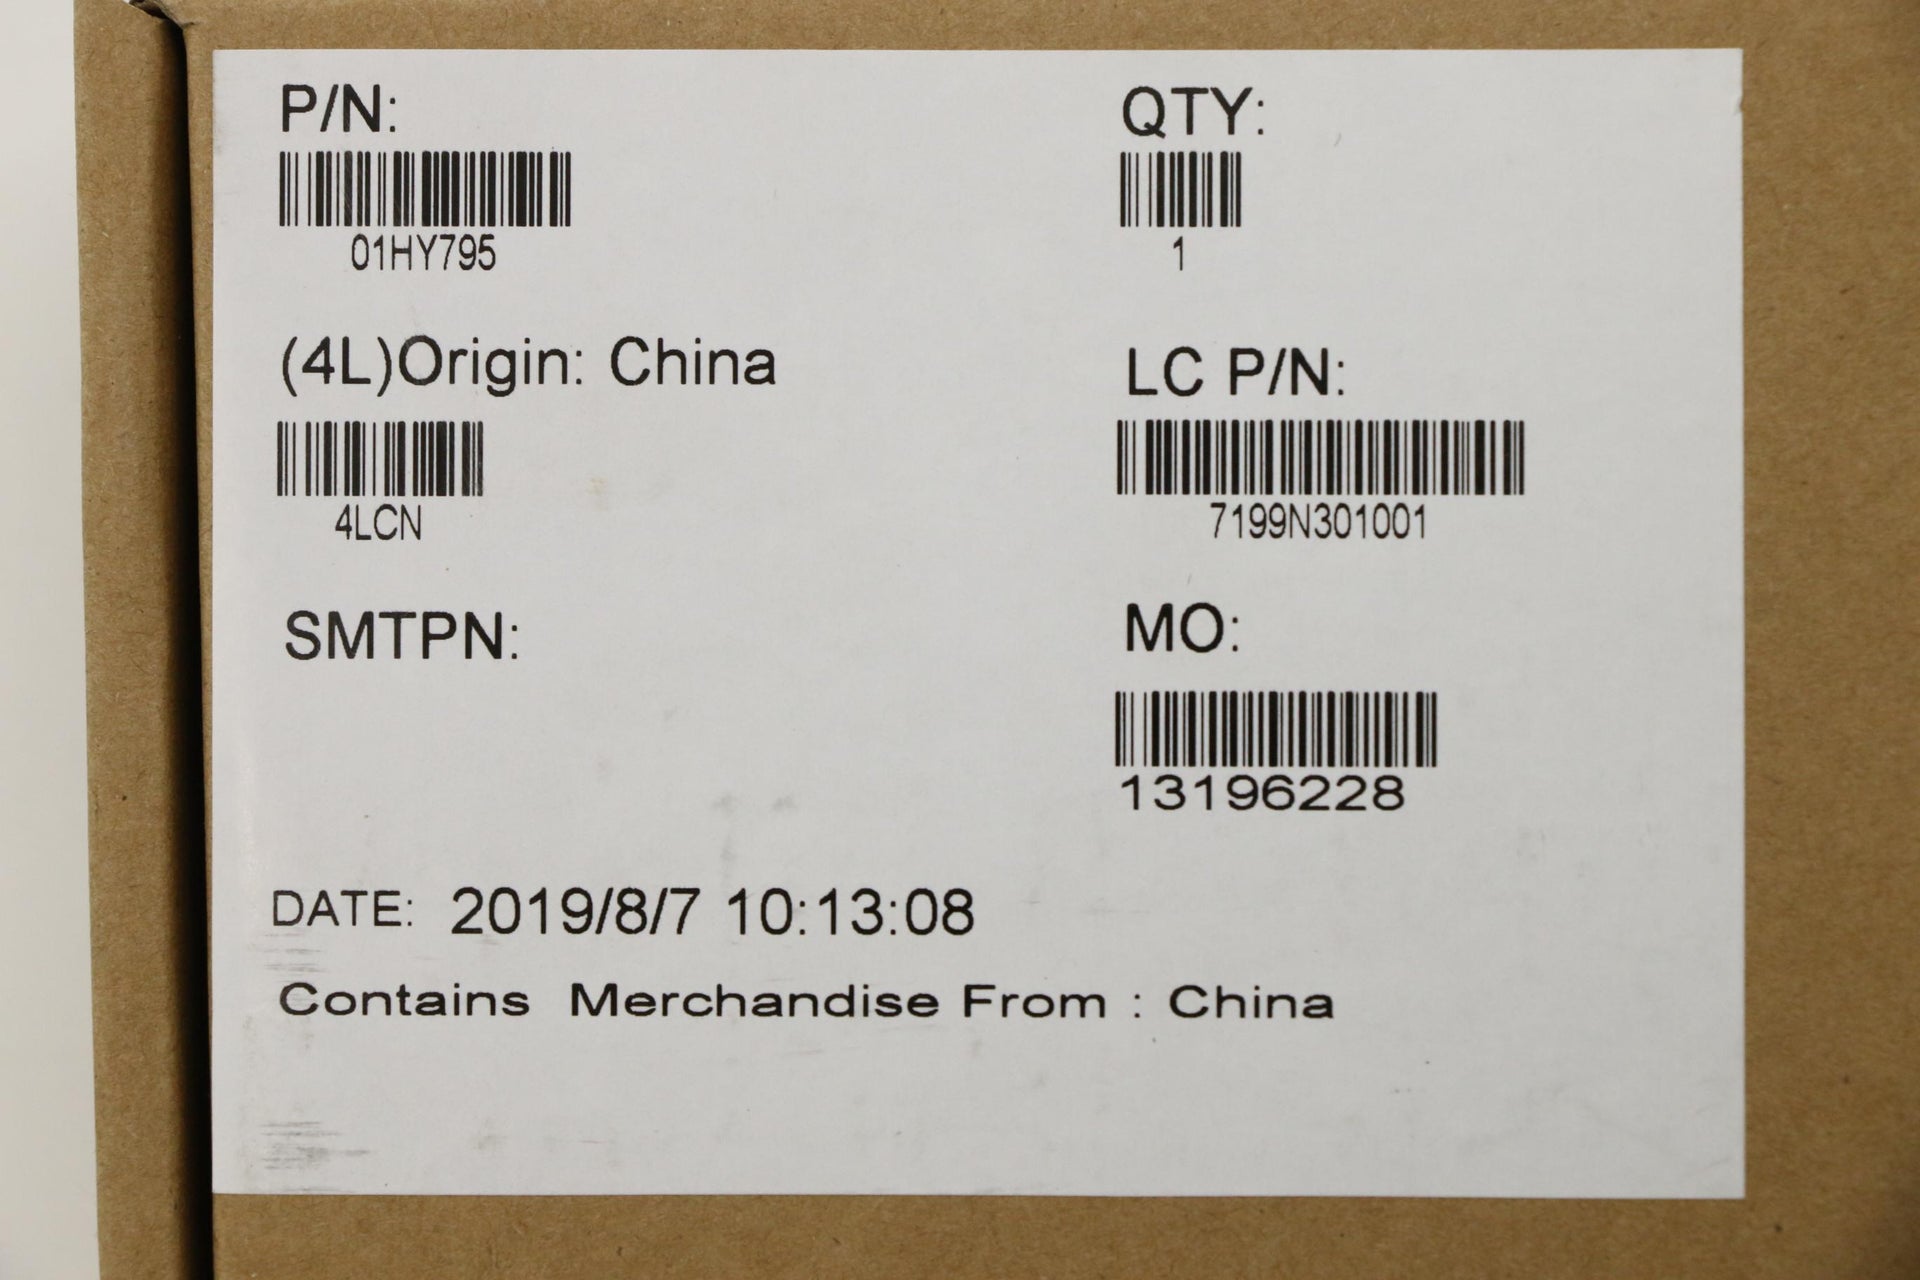 P/N:
01HY795
QTY:
1
(4L)Origin: China
4LCN
LC P/N:
7199N301001
SMTPN:
MO:
13196228
DATE: 2019/8/7 10:13:08
Contains Merchandise From : China